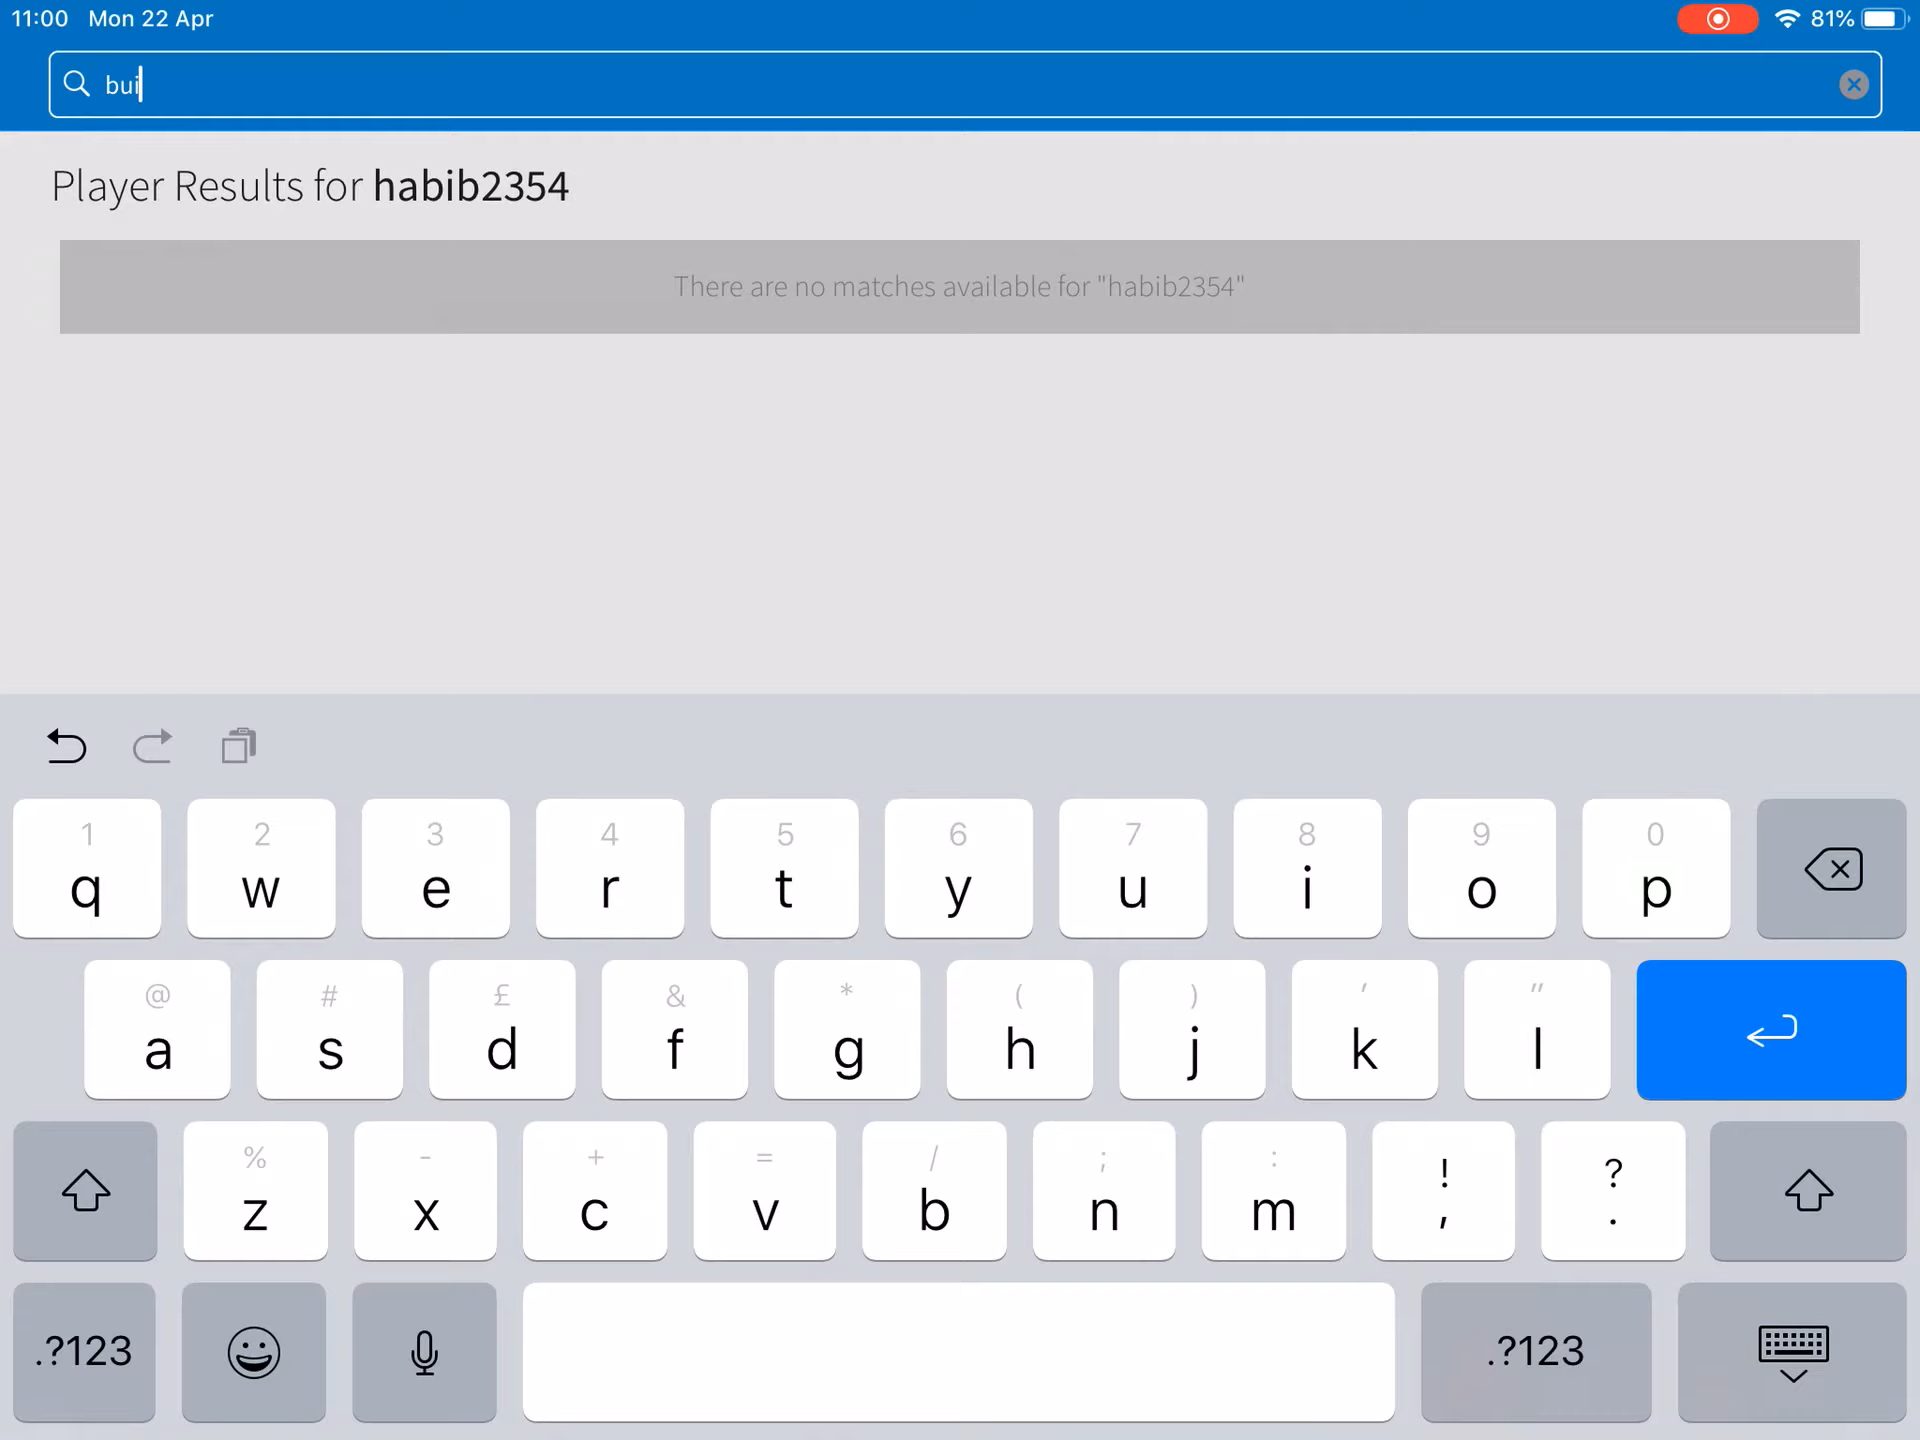 11:00 Mon 22 Apr 81%
bui
Player Results for habib2354
There are no matches available for "habib2354"
1 2 3 4 5 6 7 8 9 0
q w e r t y u i o p
@ # £ & * ( ) ' "
a s d f g h j k l
% - + = / ; : ! ?
z x c v b n m , .
.?123 .?123